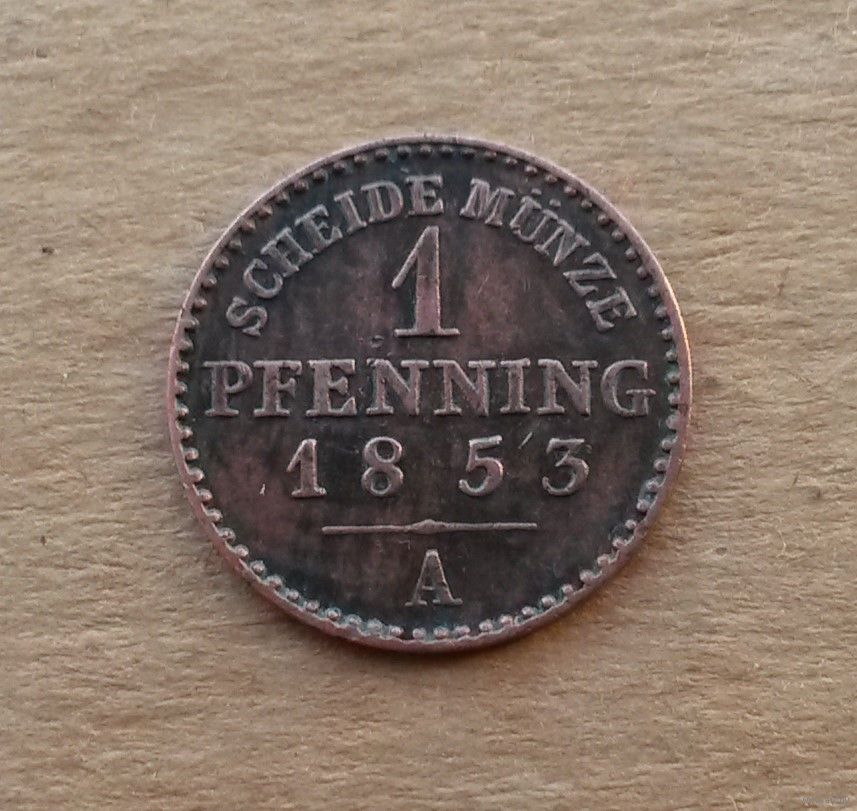 SCHEIDE MÜNZE
1
PFENNING
1853
A